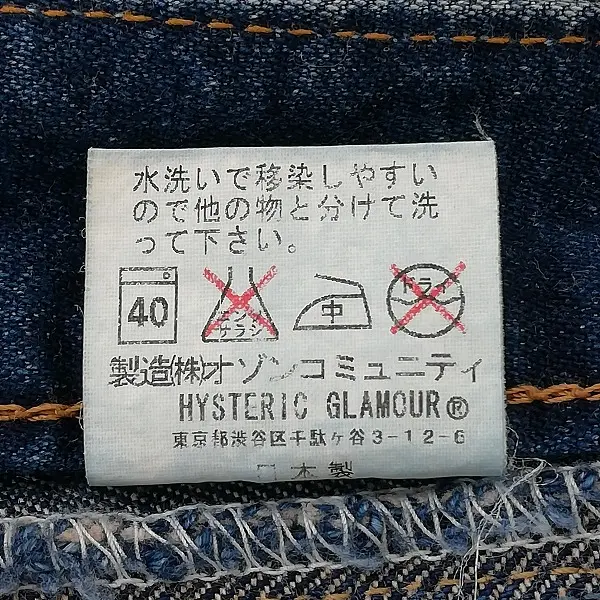 水洗いで移染しやすい
ので他の物と分けて洗
って下さい。
40 エンソ サラシ 中 ドライ
製造(株)オゾンコミュニティ
HYSTERIC GLAMOUR®
東京都渋谷区千駄ヶ谷3-12-6
日本製